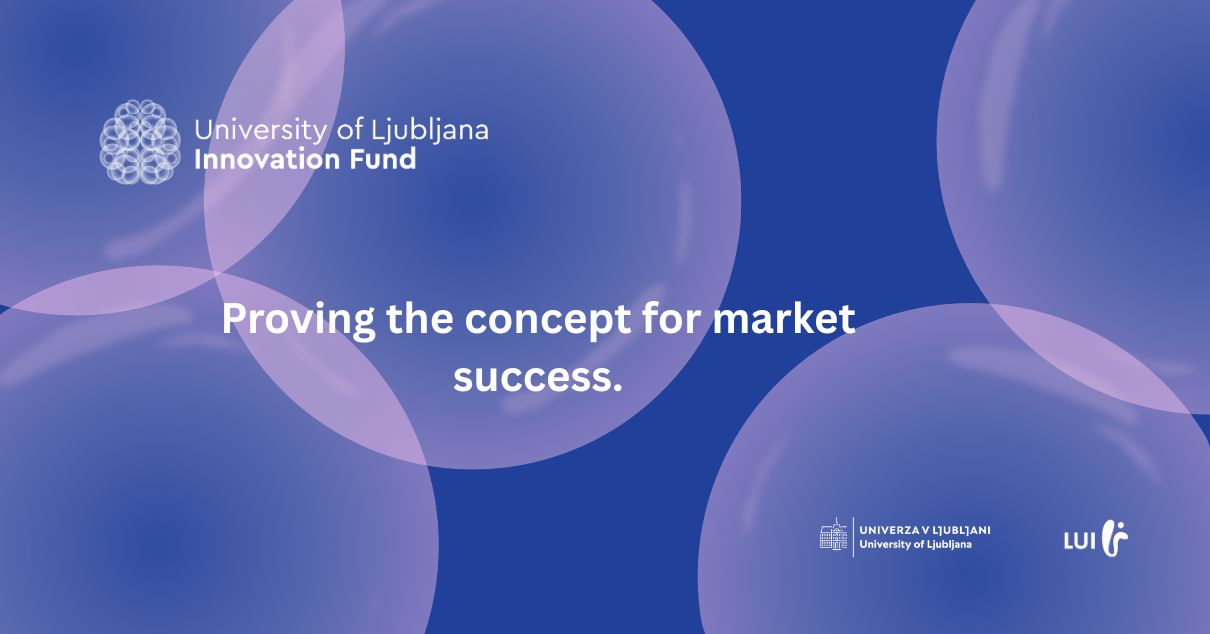 University of Ljubljana
Innovation Fund
Proving the concept for market
success.
UNIVERZA V LJUBLJANI
University of Ljubljana
LUI